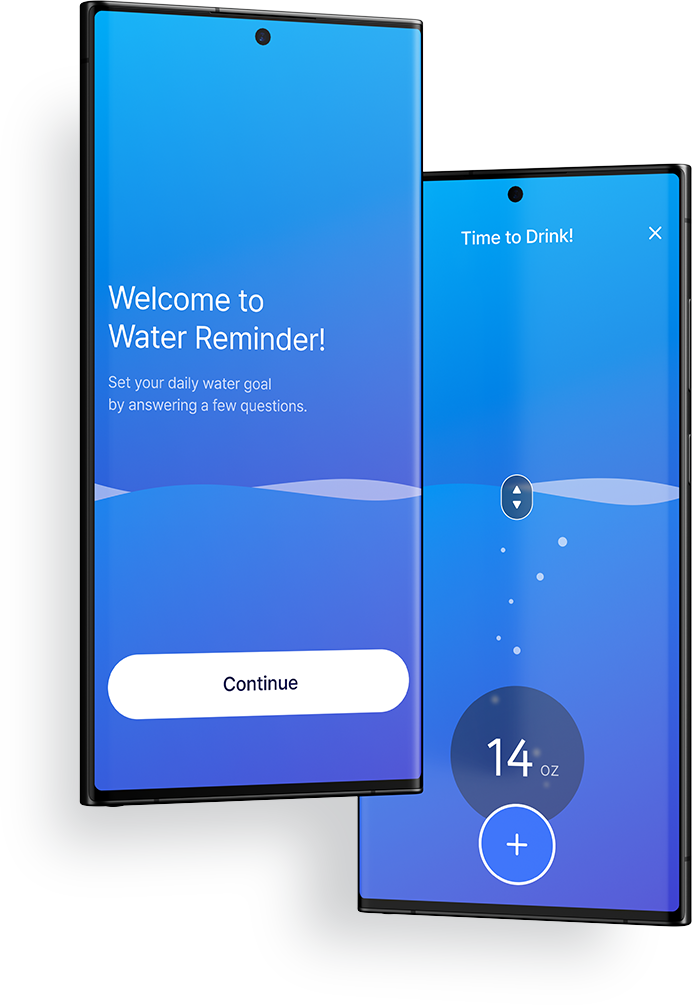 Welcome to
Water Reminder!
Set your daily water goal
by answering a few questions.
Continue
Time to Drink!
14 oz